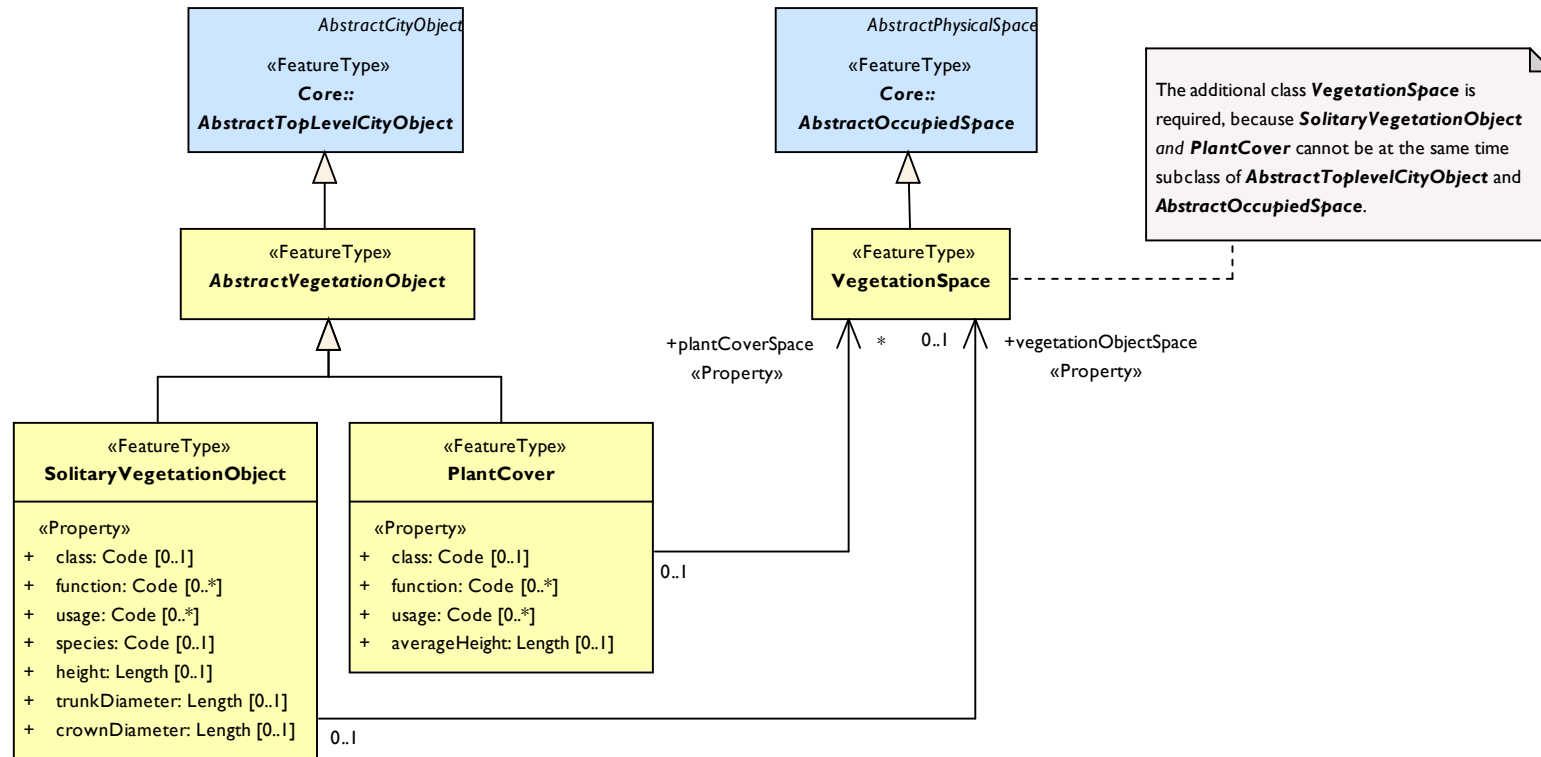 AbstractCityObject
«FeatureType»
Core::
AbstractTopLevelCityObject
AbstractPhysicalSpace
«FeatureType»
Core::
AbstractOccupiedSpace
The additional class VegetationSpace is
required, because SolitaryVegetationObject
and PlantCover cannot be at the same time
subclass of AbstractToplevelCityObject and
AbstractOccupiedSpace.
«FeatureType»
AbstractVegetationObject
«FeatureType»
VegetationSpace
+plantCoverSpace
«Property»
*
0..1
+vegetationObjectSpace
«Property»
«FeatureType»
SolitaryVegetationObject
«Property»
+ class: Code [0..1]
+ function: Code [0..*]
+ usage: Code [0..*]
+ species: Code [0..1]
+ height: Length [0..1]
+ trunkDiameter: Length [0..1]
+ crownDiameter: Length [0..1]
0..1
«FeatureType»
PlantCover
«Property»
+ class: Code [0..1]
+ function: Code [0..*]
+ usage: Code [0..*]
+ averageHeight: Length [0..1]
0..1